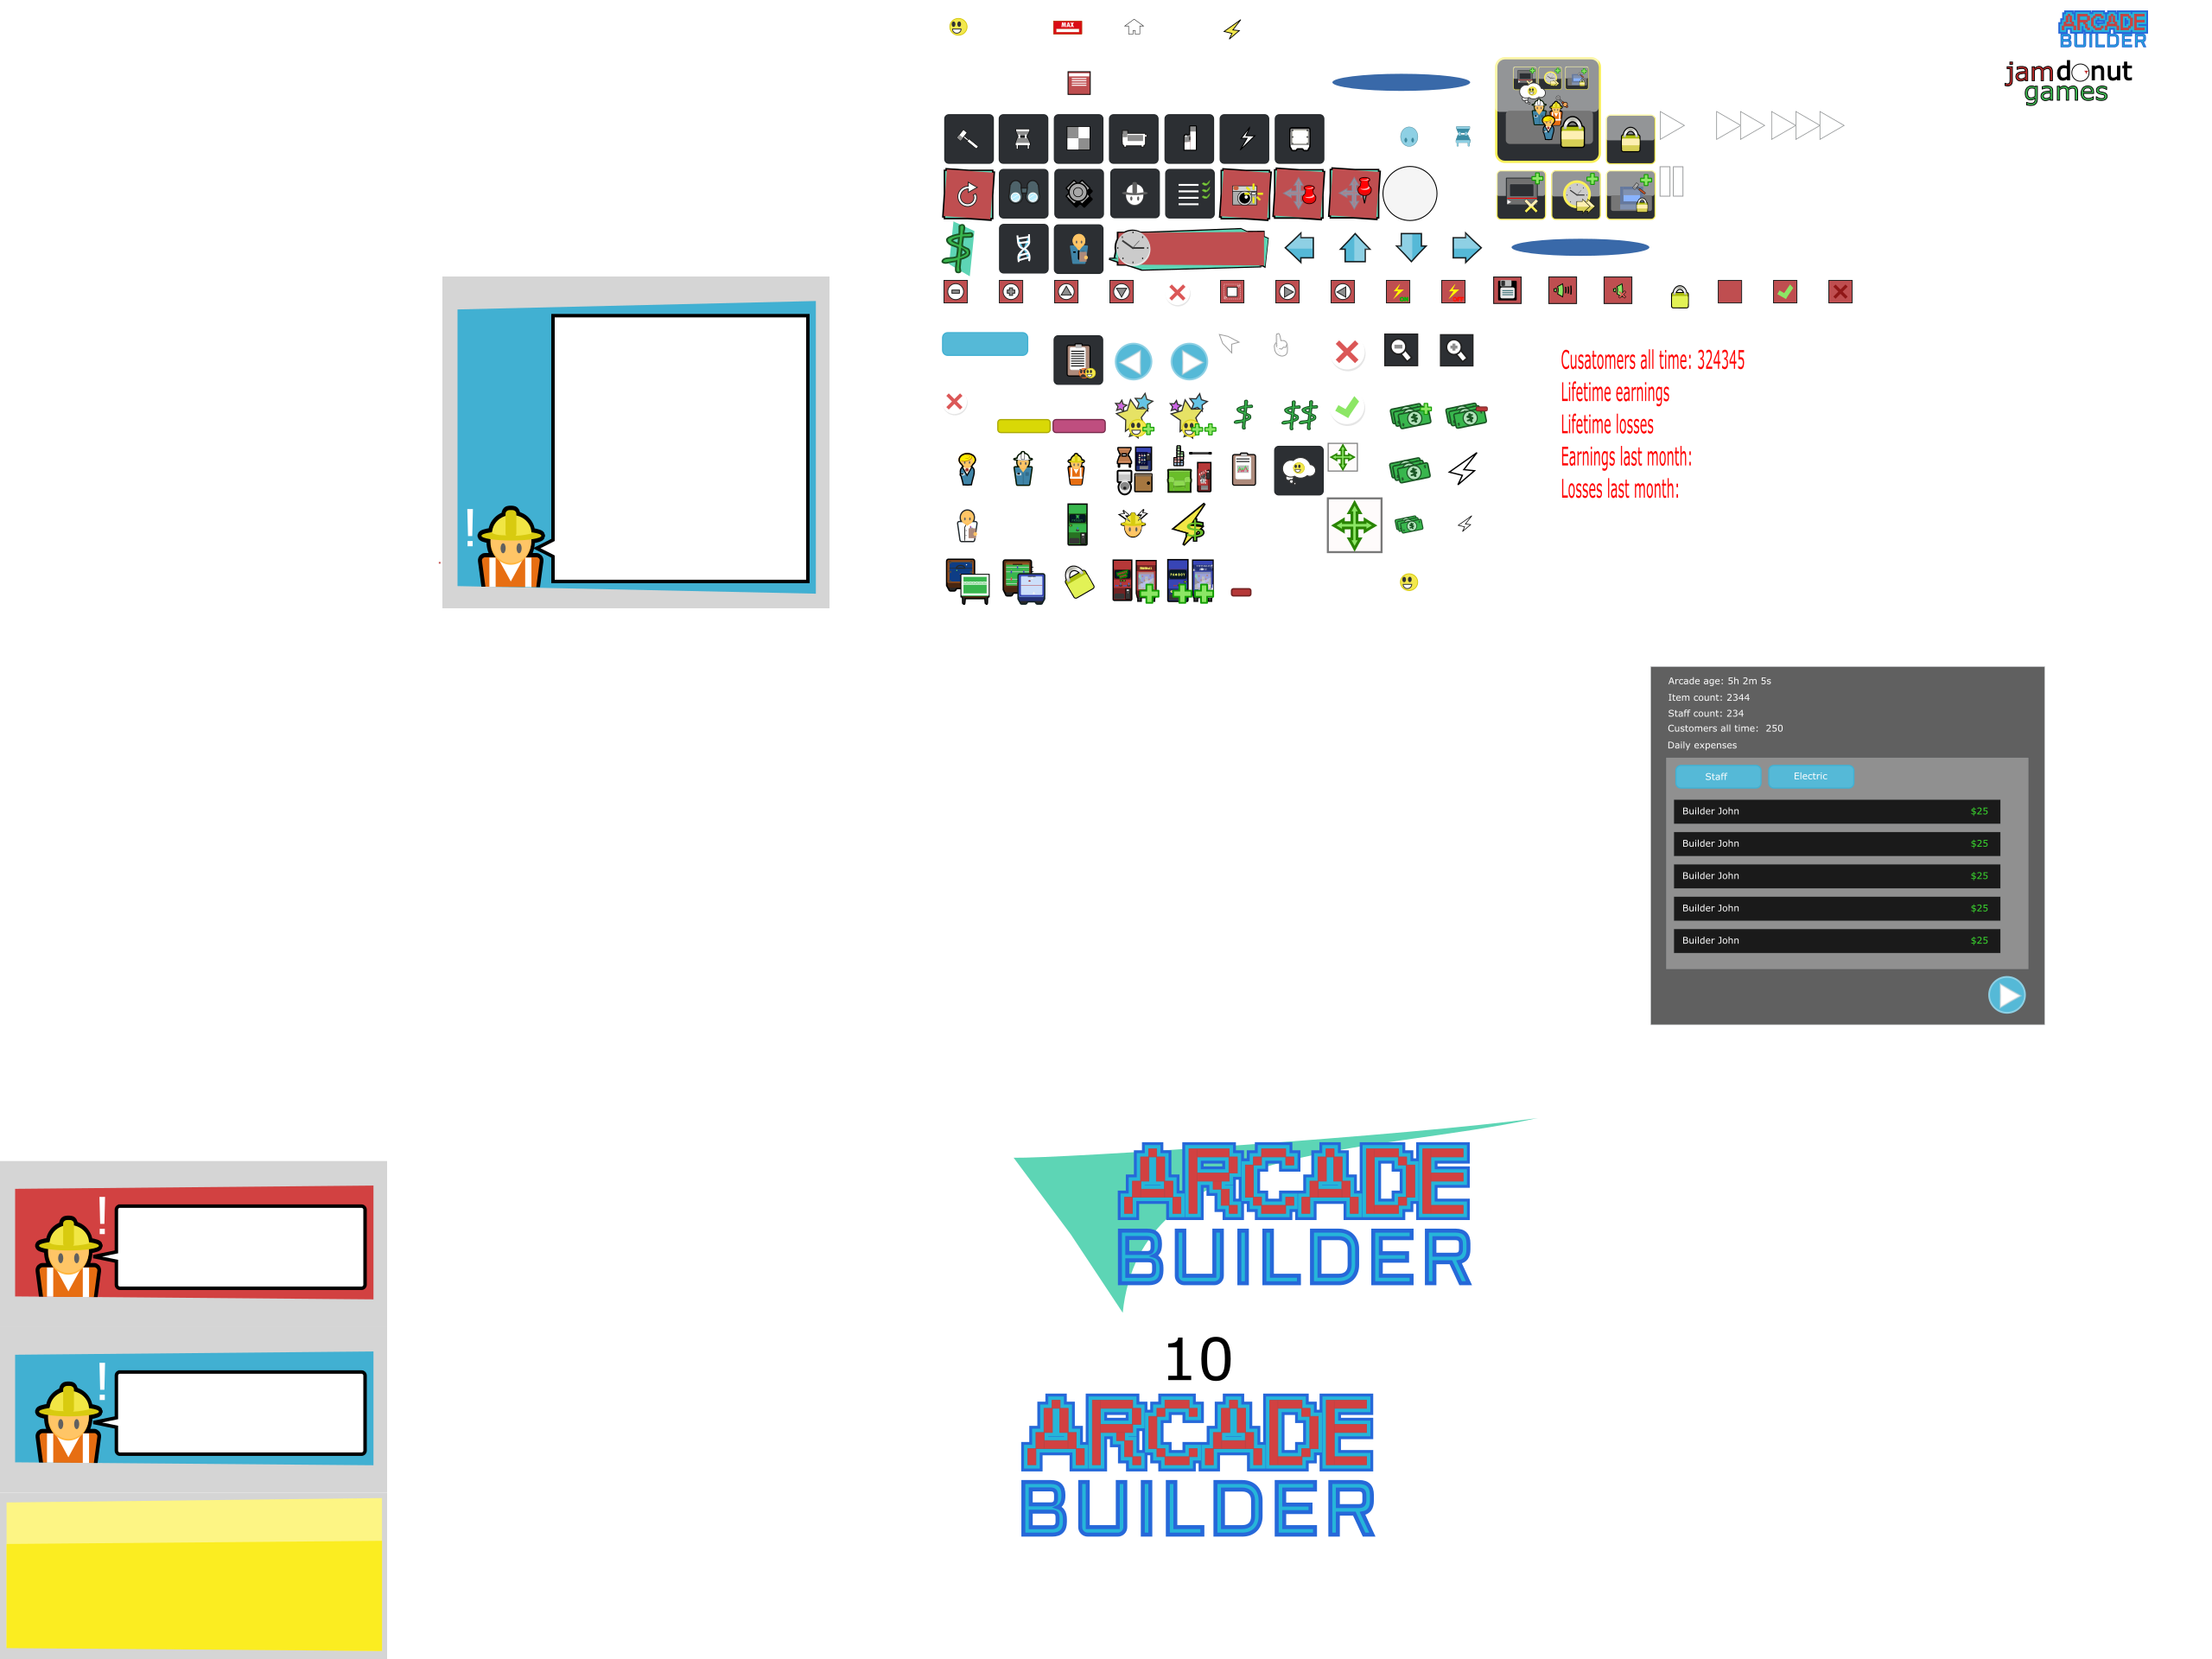 MAX
ARCADE
BUILDER
jamdonut
games
Cusatomers all time: 324345
Lifetime earnings
Lifetime losses
Earnings last month:
Losses last month:
!
Arcade age: 5h 2m 5s
Item count: 2344
Staff count: 234
Customers all time: 250
Daily expenses
Staff
Electric
Builder John $25
Builder John $25
Builder John $25
Builder John $25
Builder John $25
!
!
ARCADE
BUILDER
10
ARCADE
BUILDER